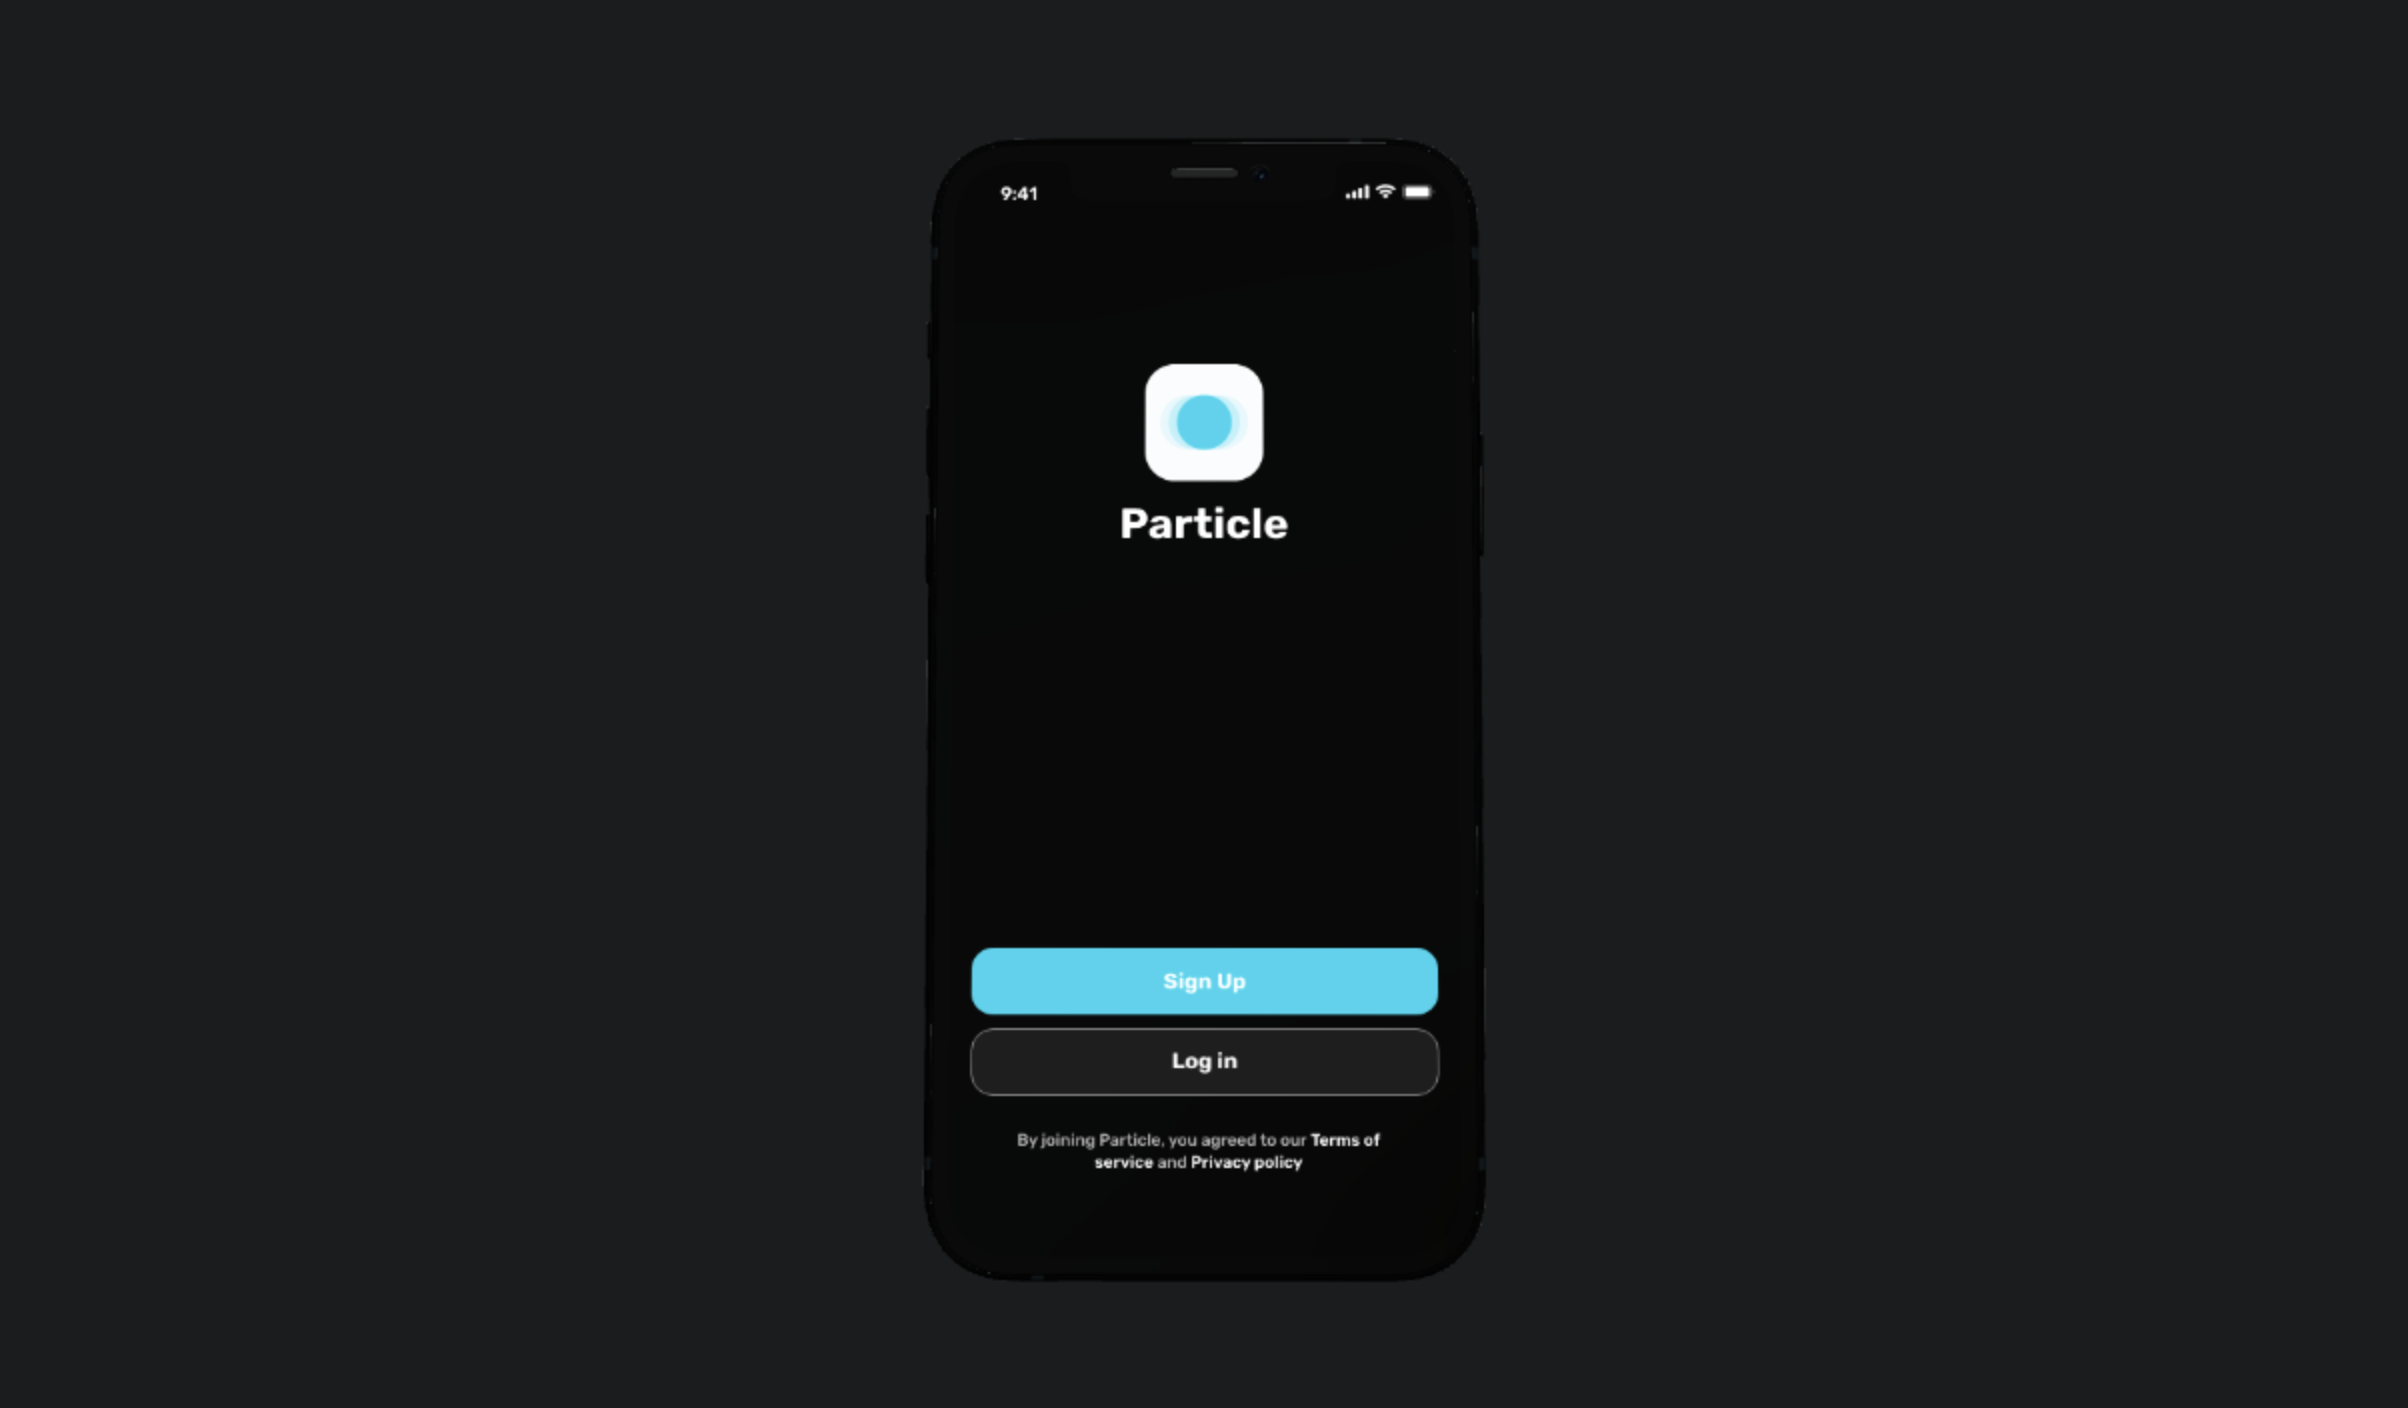 9:41
Particle
Sign Up
Log in
By joining Particle, you agreed to our Terms of
service and Privacy policy